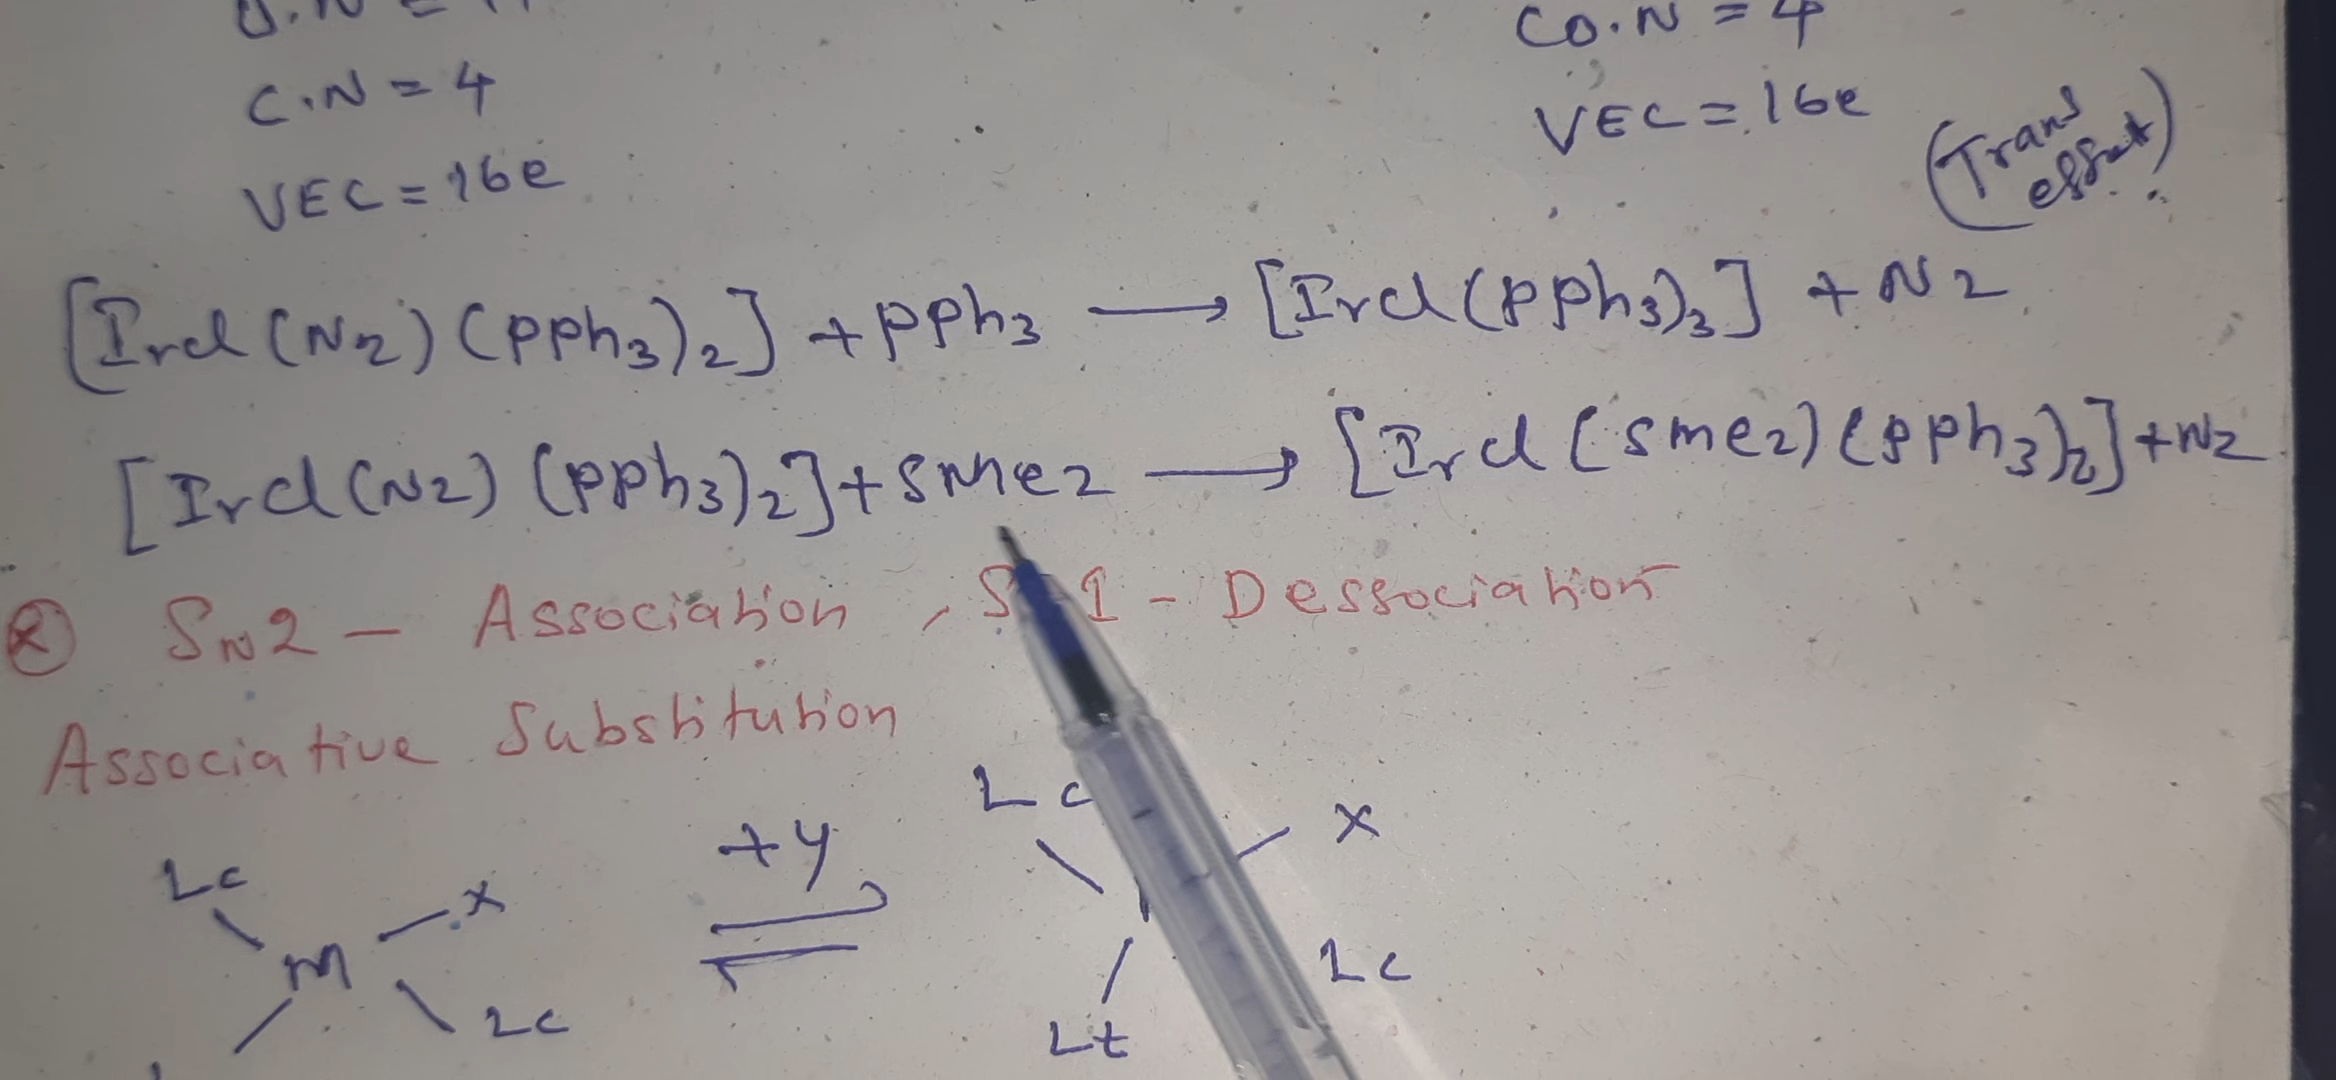 C.N = 4
VEC = 16e
CO.N = 4
VEC = 16e
(Trans
effect)
[IrCl (N2) (PPh3)2] + PPh3 → [IrCl (PPh3)3] + N2
[IrCl (N2) (PPh3)2] + SMe2 → [IrCl (SMe2) (PPh3)2] + N2
SN2 - Association, 1 - Dessociation
Associative Substitution
Lc
x
M
Lc
+y
⇌
Lc
x
Lc
Lt